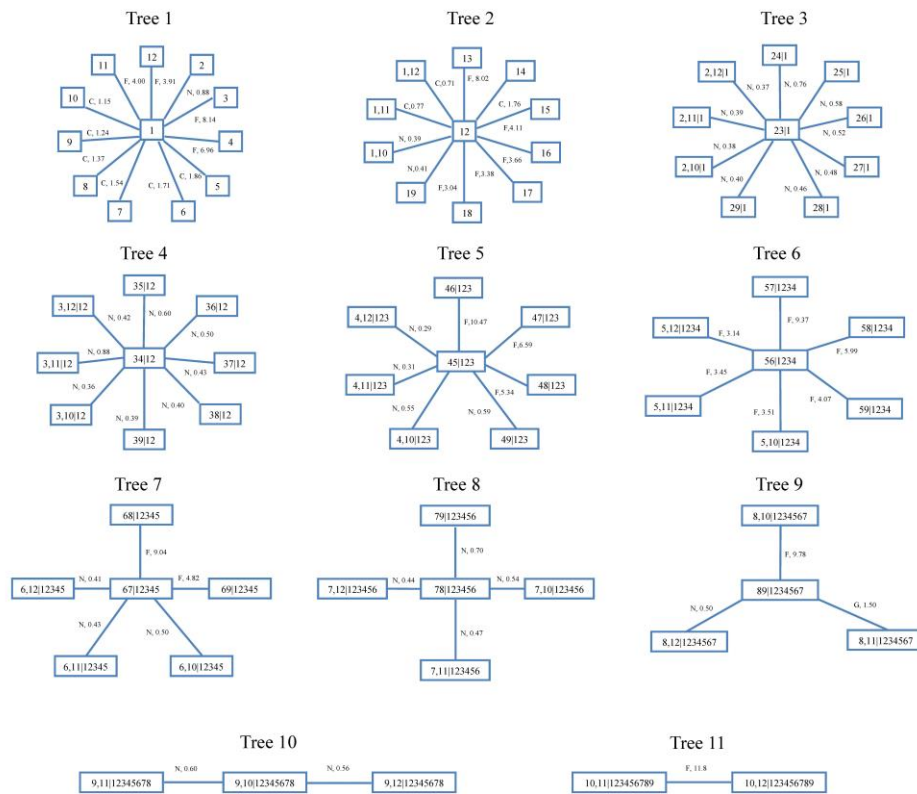 Tree 1
12
11
2
F, 4.00
F, 3.91
N, 0.88
10
3
C, 1.15
F, 8.14
1
9
C, 1.24
F, 6.96
4
C, 1.37
8
C, 1.54
C, 1.71
C, 1.86
5
7
6
Tree 2
13
1,12
14
C,0.71
F, 8.02
1,11
C,0.77
C, 1.76
15
12
F,4.11
1,10
N, 0.39
16
N,0.41
F,3.66
19
F,3.04
F,3.38
17
18
Tree 3
24|1
2,12|1
25|1
N, 0.37
N, 0.76
N, 0.58
2,11|1
N, 0.39
26|1
23|1
N, 0.52
2,10|1
N, 0.38
27|1
N, 0.40
N, 0.48
N, 0.46
29|1
28|1
Tree 4
35|12
3,12|12
36|12
N, 0.42
N, 0.60
N, 0.50
3,11|12
N, 0.88
34|12
37|12
N, 0.43
N, 0.36
N, 0.40
3,10|12
N, 0.39
38|12
39|12
Tree 5
46|123
4,12|123
47|123
N, 0.29
F,10.47
F,6.59
45|123
N, 0.31
4,11|123
48|123
F,5.34
N, 0.55
N, 0.59
4,10|123
49|123
Tree 6
57|1234
F, 9.37
5,12|1234
58|1234
F, 3.14
F, 5.99
56|1234
F, 3.45
F, 4.07
5,11|1234
59|1234
F, 3.51
5,10|1234
Tree 7
68|12345
F, 9.04
N, 0.41
F, 4.82
6,12|12345
67|12345
69|12345
N, 0.43
N, 0.50
6,11|12345
6,10|12345
Tree 8
79|123456
N, 0.70
N, 0.44
N, 0.54
7,12|123456
78|123456
7,10|123456
N, 0.47
7,11|123456
Tree 9
8,10|1234567
F, 9.78
89|1234567
N, 0.50
G, 1.50
8,12|1234567
8,11|1234567
Tree 10
N, 0.60
N, 0.56
9,11|12345678
9,10|12345678
9,12|12345678
Tree 11
F, 11.8
10,11|123456789
10,12|123456789